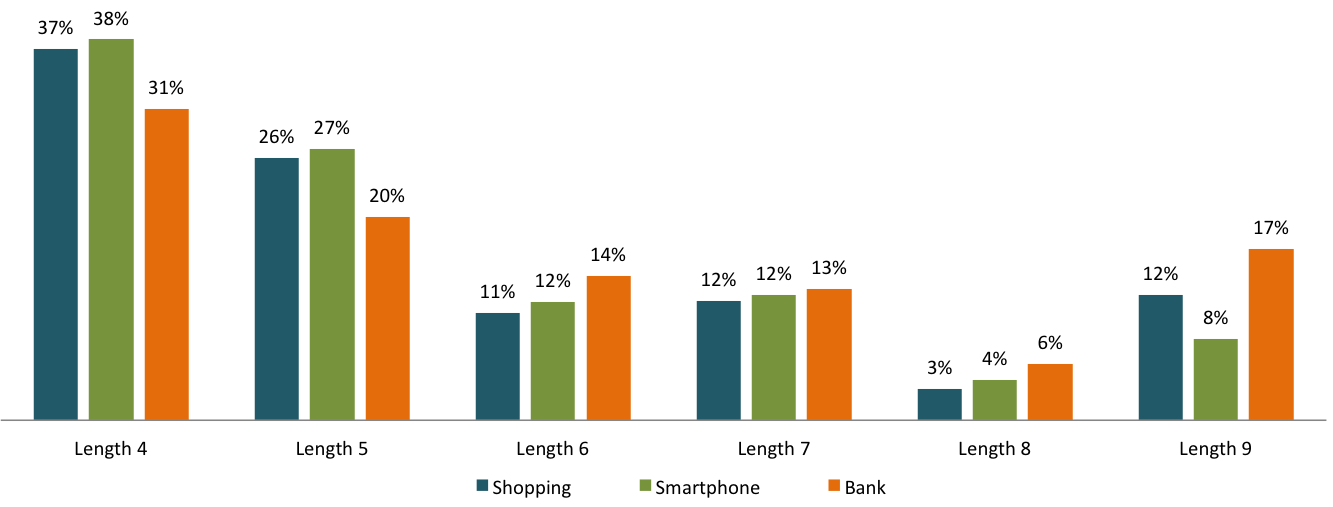 37% 38% 31%
26% 27% 20%
11% 12% 14%
12% 12% 13%
3% 4% 6%
12% 8% 17%
Length 4 Length 5 Length 6 Length 7 Length 8 Length 9
Shopping Smartphone Bank